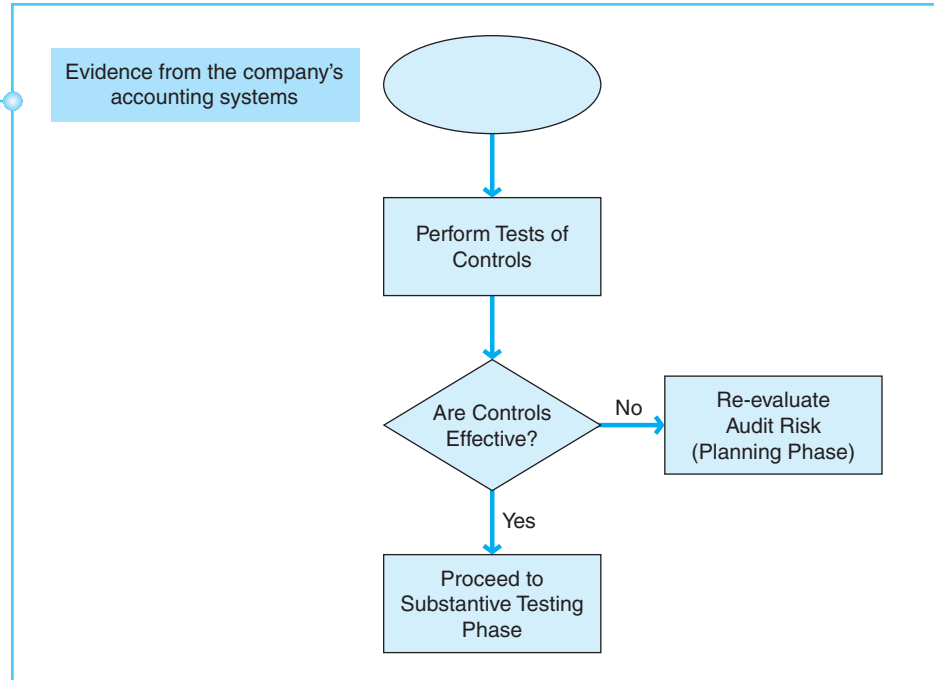 Evidence from the company’s
accounting systems
Perform Tests of
Controls
Are Controls
Effective?
No
Re-evaluate
Audit Risk
(Planning Phase)
Yes
Proceed to
Substantive Testing
Phase